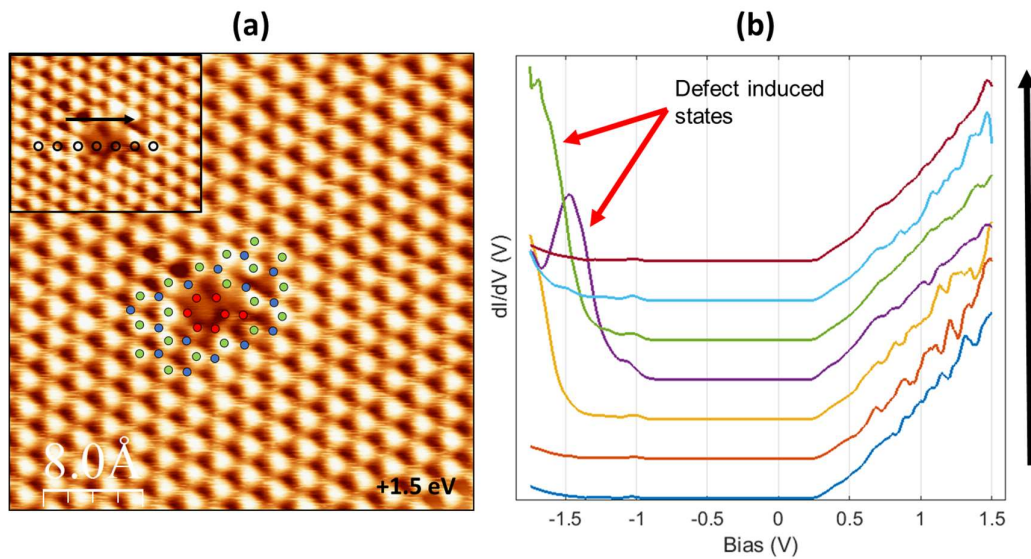 (a)
8.0Å
+1.5 eV
(b)
Defect induced
states
dI/dV (V)
-1.5
-1
-0.5
0
0.5
1
1.5
Bias (V)